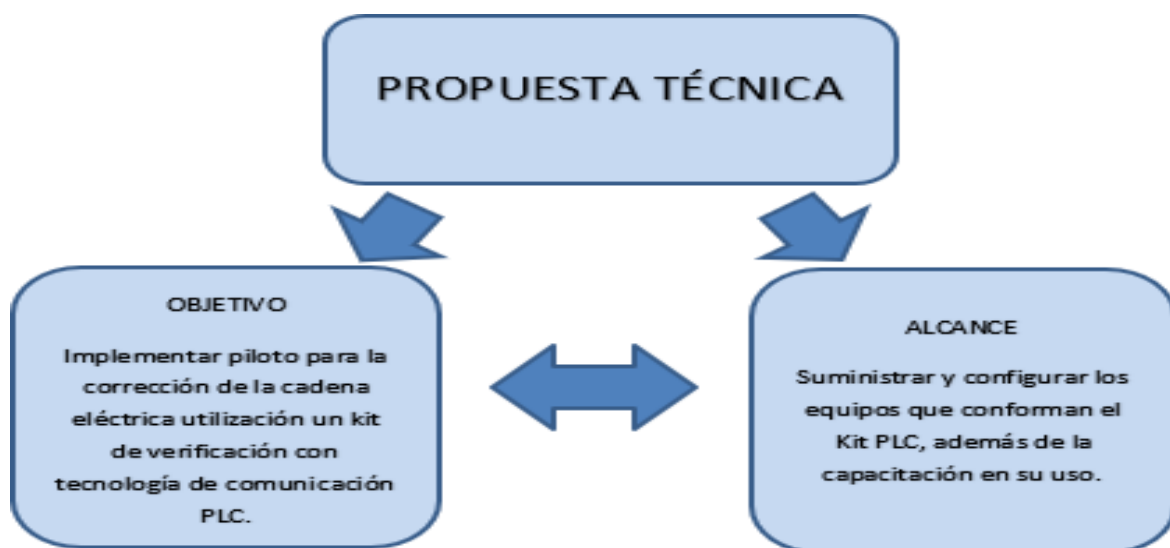 PROPUESTA TÉCNICA
OBJETIVO
Implementar piloto para la
corrección de la cadena
eléctrica utilización un kit
de verificación con
tecnología de comunicación
PLC.
ALCANCE
Suministrar y configurar los
equipos que conforman el
Kit PLC, además de la
capacitación en su uso.